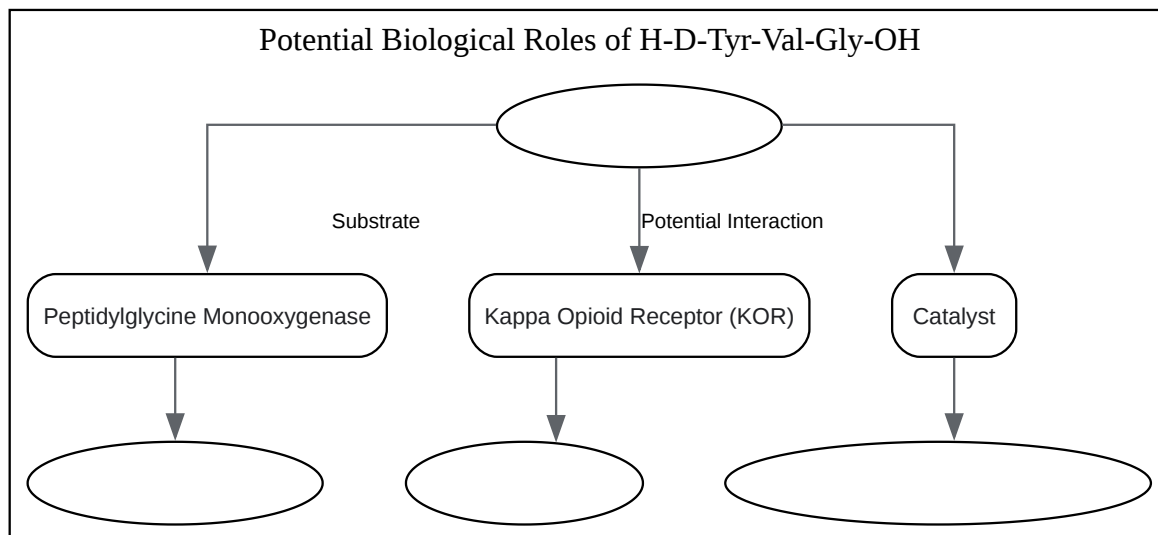 Potential Biological Roles of H-D-Tyr-Val-Gly-OH
Substrate
Potential Interaction
Peptidylglycine Monooxygenase
Kappa Opioid Receptor (KOR)
Catalyst